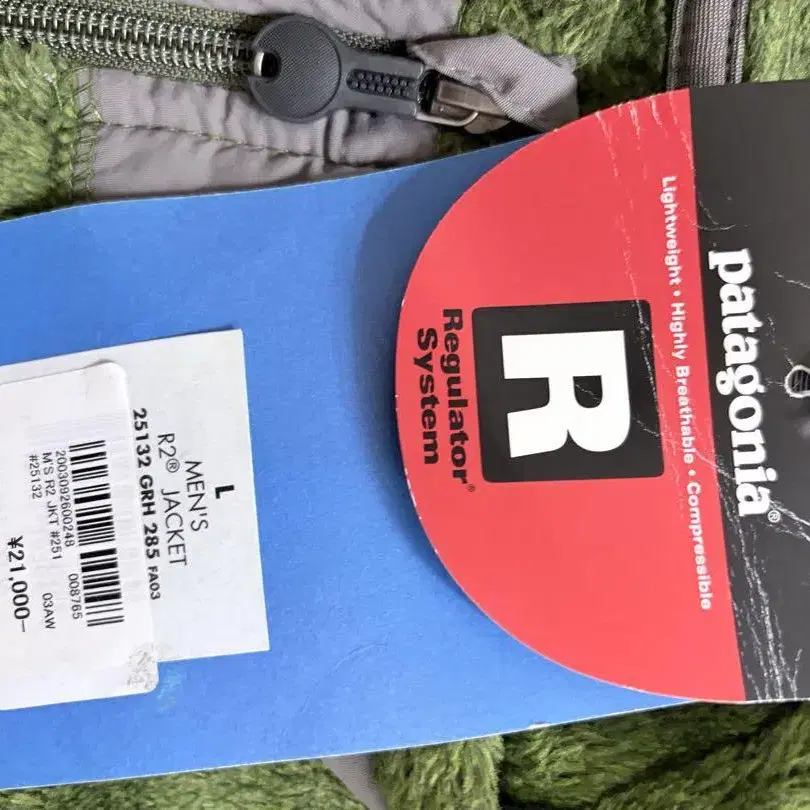 patagonia®
Lightweight • Highly Breathable • Compressible
R
Regulator®
System
L
MEN'S
R2® JACKET
25132 GRH 285 FA03
2003092600248 008765
M'S R2 JKT #251 03AW
#25132
¥21,000-